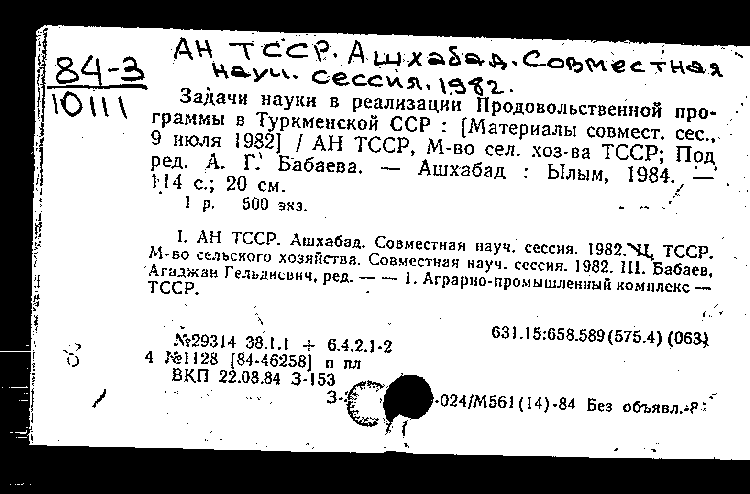 84-3
10111
АН ТССР. Ашхабад. Совместная
науч. сессия. 1982.
Задачи науки в реализации Продовольственной про-
граммы в Туркменской ССР : [Материалы совмест. сес.,
9 июля 1982] / АН ТССР, М-во сел. хоз-ва ТССР; Под
ред. А. Г. Бабаева. — Ашхабад : Ылым, 1984. —
114 с.; 20 см.
1 р. 500 экз.
I. АН ТССР. Ашхабад. Совместная науч. сессия. 1982. II. ТССР.
М-во сельского хозяйства. Совместная науч. сессия. 1982. III. Бабаев,
Агаджан Гельдиевич, ред. — — 1. Аграрно-промышленный комплекс —
ТССР.
631.15:658.589(575.4)(063)
№29314 38.1.1 + 6.4.2.1-2
4 №1128 [84-46258] п пл
ВКП 22.08.84 З-153
З-
-024/М561(14)-84 Без объявл.-8